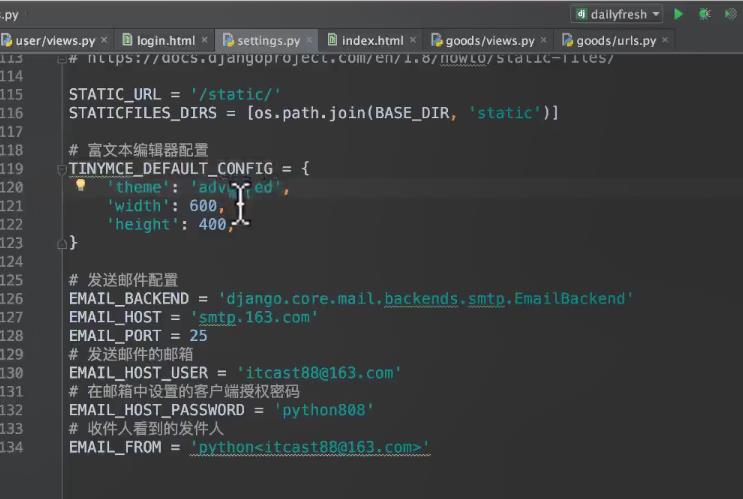 s.py
dailyfresh
user/views.py login.html settings.py index.html goods/views.py goods/urls.py
113 # https://docs.djangoproject.com/en/1.8/howto/static-files/
114
115 STATIC_URL = '/static/'
116 STATICFILES_DIRS = [os.path.join(BASE_DIR, 'static')]
117
118 # 富文本编辑器配置
119 TINYMCE_DEFAULT_CONFIG = {
120 'theme': 
121 'width': 600,
122 'height': 400,
123 }
124
125 # 发送邮件配置
126 EMAIL_BACKEND = 'django.core.mail.backends.smtp.EmailBackend'
127 EMAIL_HOST = 'smtp.163.com'
128 EMAIL_PORT = 25
129 # 发送邮件的邮箱
130 EMAIL_HOST_USER = 'itcast88@163.com'
131 # 在邮箱中设置的客户端授权密码
132 EMAIL_HOST_PASSWORD = 'python808'
133 # 收件人看到的发件人
134 EMAIL_FROM = 'python<itcast88@163.com>'